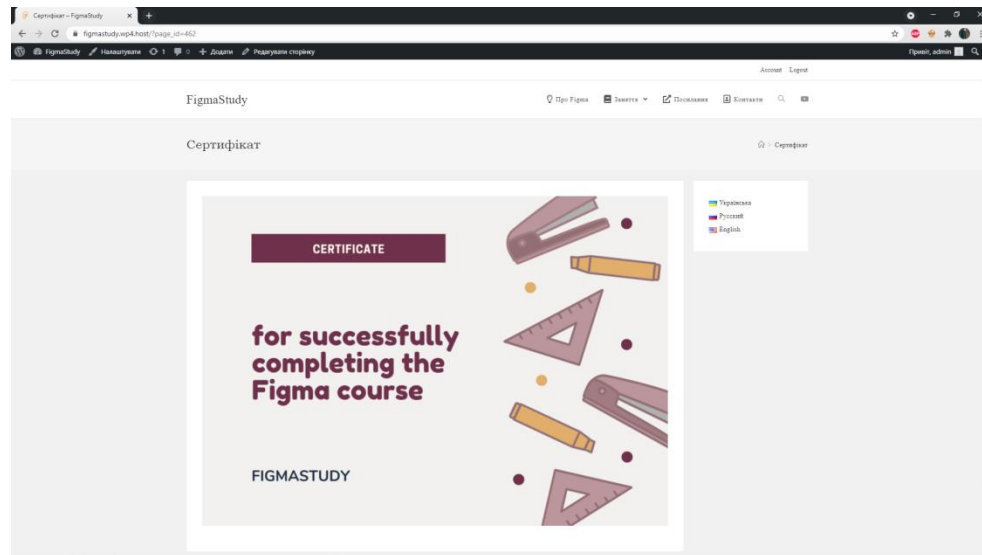 Сертифікат – FigmaStudy
figmastudy.wp4.host/?page_id=462
FigmaStudy Налаштувати 1 0 Додати Редагувати сторінку Привіт, admin
Account Logout
FigmaStudy Про Figma Заняття Посилання Контакти
Сертифікат > Сертифікат
Українська
Русский
English
CERTIFICATE
for successfully
completing the
Figma course
FIGMASTUDY